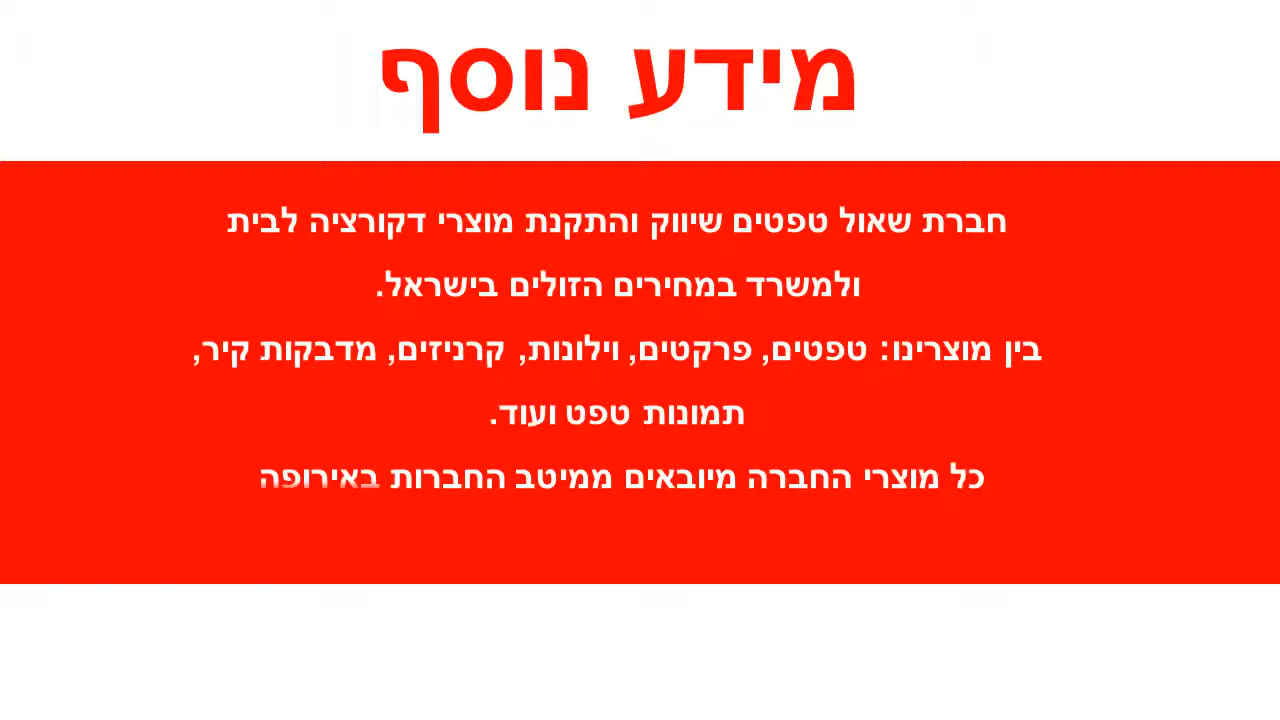 מידע נוסף
חברת שאול טפטים שיווק והתקנת מוצרי דקורציה לבית
ולמשרד במחירים הזולים בישראל.
בין מוצרינו: טפטים, פרקטים, וילונות, קרניזים, מדבקות קיר,
תמונות טפט ועוד.
כל מוצרי החברה מיובאים ממיטב החברות באירופה